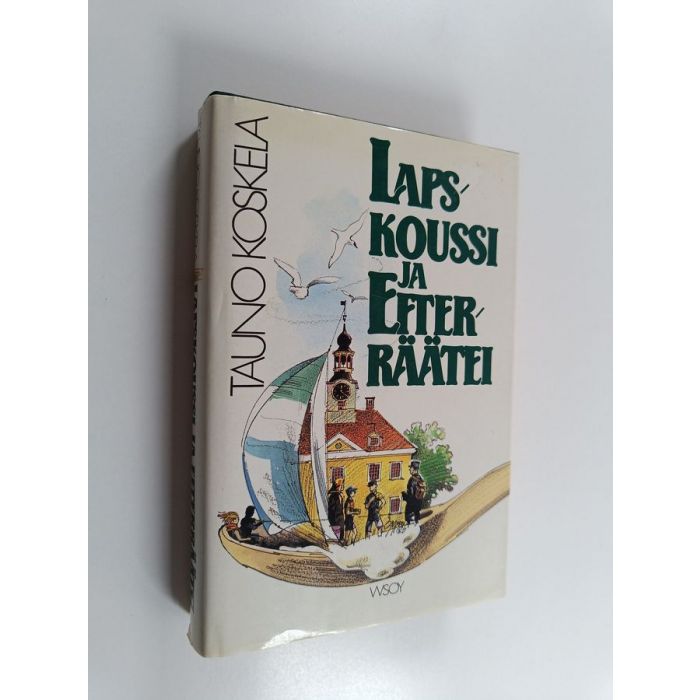 TAUNO KOSKELA
LAPS-
KOUSSI
JA
EFTER-
RÄÄTEI
WSOY